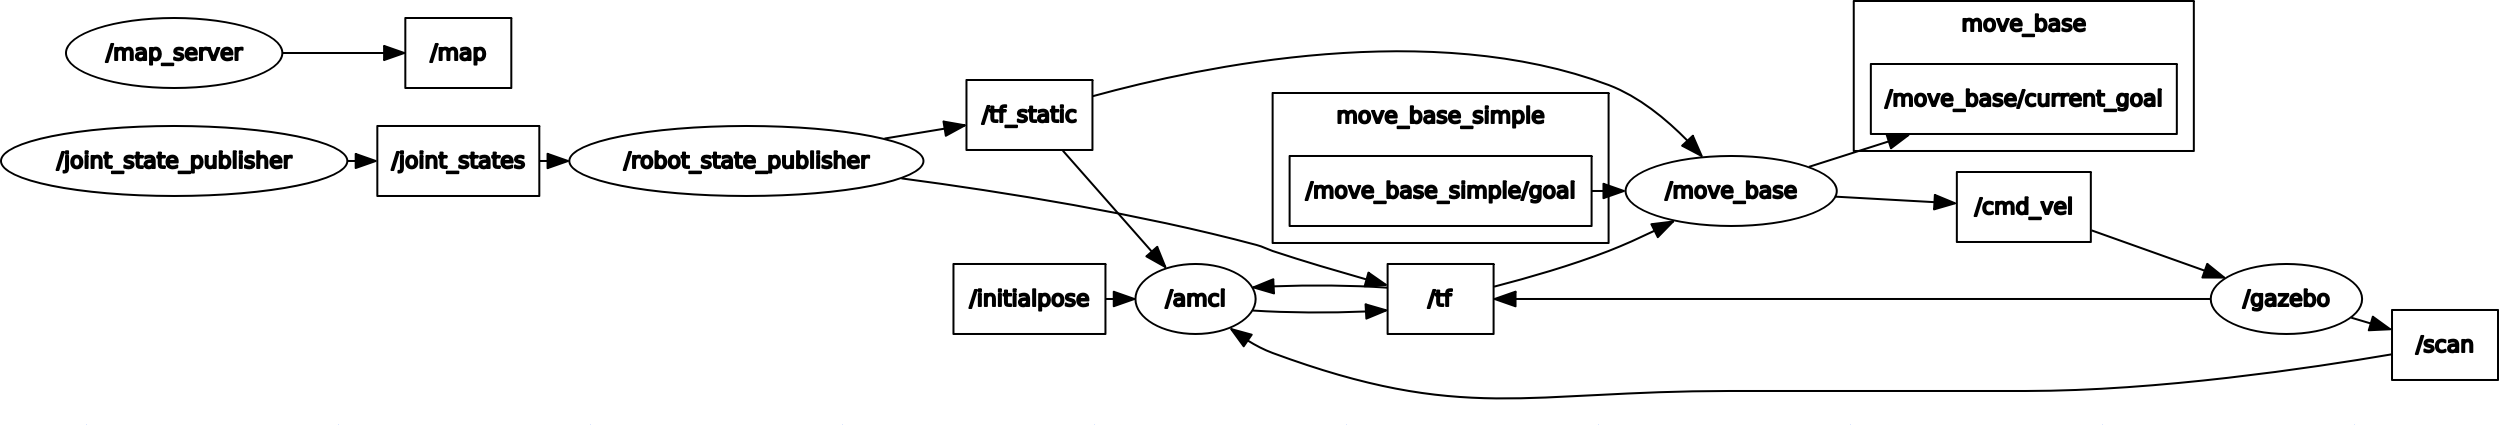 /map_server
/map
/joint_state_publisher
/joint_states
/robot_state_publisher
/tf_static
/initialpose
/amcl
move_base_simple
/move_base_simple/goal
/tf
/move_base
move_base
/move_base/current_goal
/cmd_vel
/gazebo
/scan